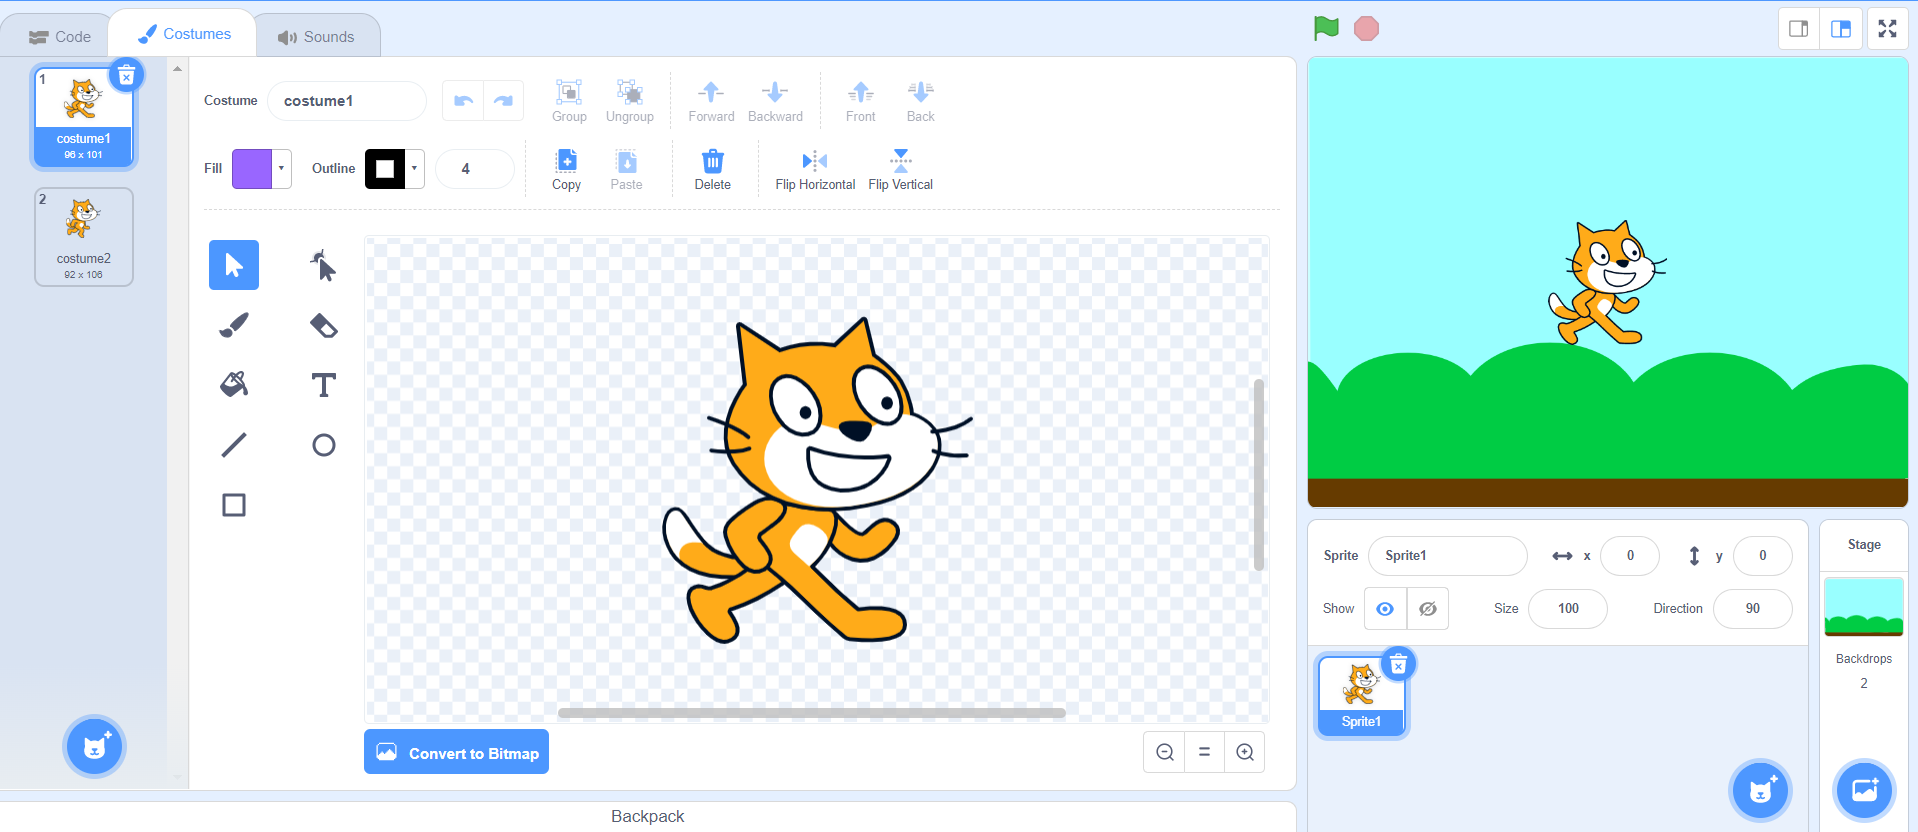 Code
Costumes
Sounds
1
costume1
96 x 101
2
costume2
92 x 106
Costume
costume1
Group
Ungroup
Forward
Backward
Front
Back
Fill
Outline
4
Copy
Paste
Delete
Flip Horizontal
Flip Vertical
T
Convert to Bitmap
=
Backpack
Sprite
Sprite1
x
0
y
0
Show
Size
100
Direction
90
Sprite1
Stage
Backdrops
2